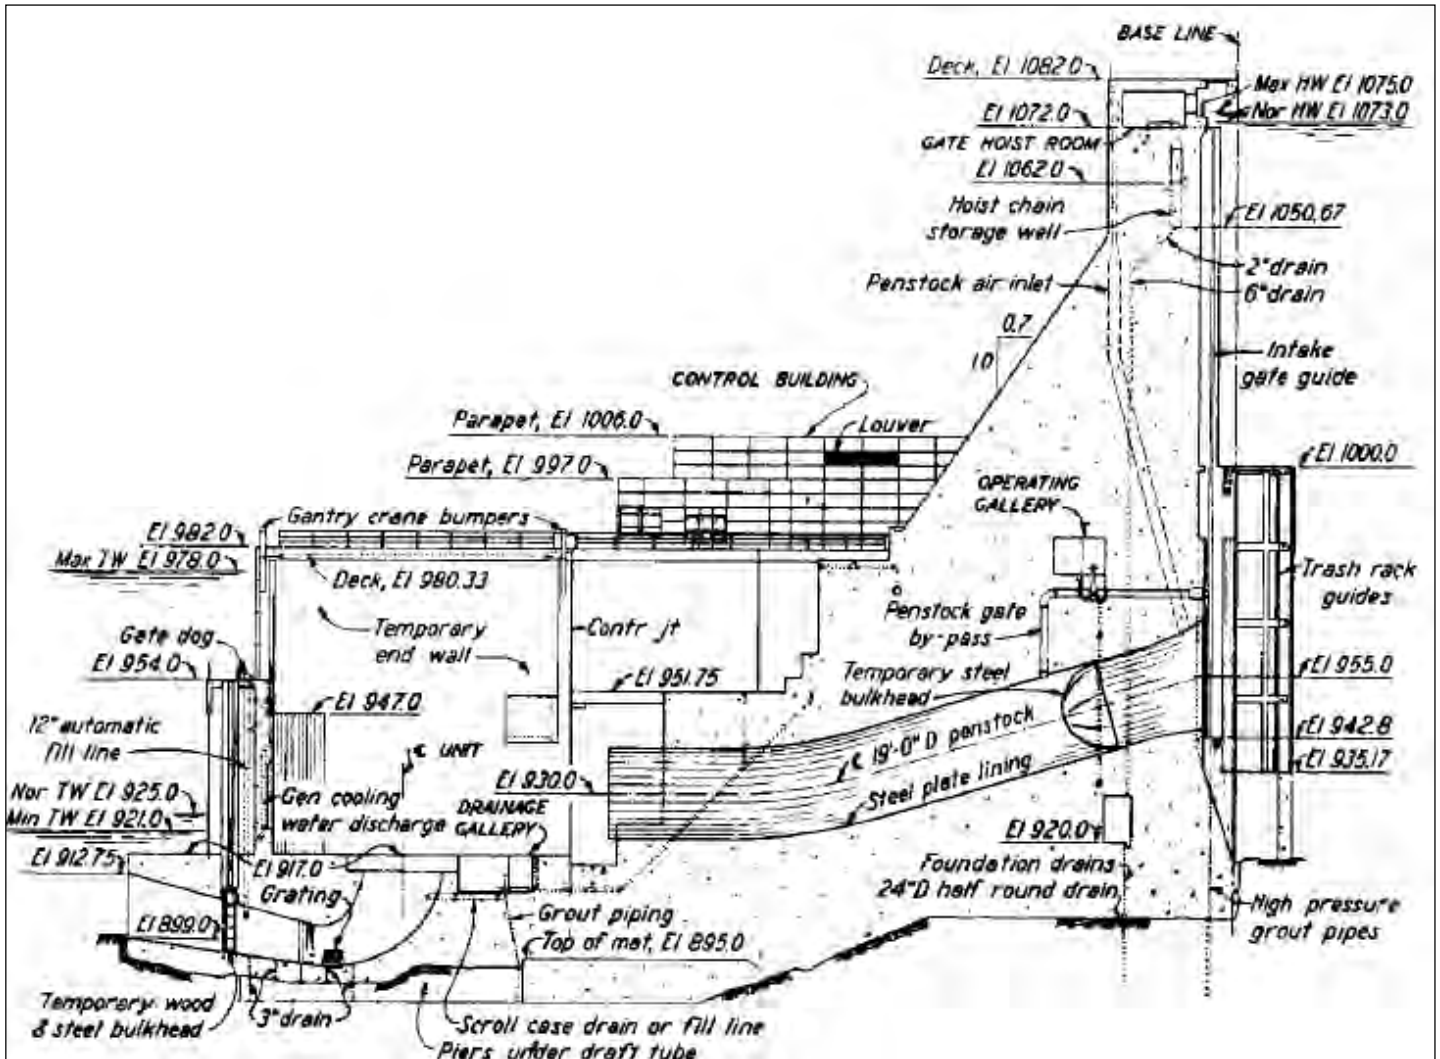 BASE LINE
Deck, El 1082.0
Max HW El 1075.0
Nor HW El 1073.0
El 1072.0
GATE HOIST ROOM
El 1062.0
Hoist chain
storage well
El 1050.67
2" drain
6" drain
Penstock air inlet
0.7
1.0
Intake
gate guide
CONTROL BUILDING
Parapet, El 1006.0
Louver
Parapet, El 997.0
El 1000.0
OPERATING
GALLERY
Gantry crane bumpers
El 982.0
Max TW El 978.0
Deck, El 980.33
Trash rack
guides
Penstock gate
by-pass
Temporary
end wall
Contr jt
Gate dog
El 954.0
Temporary steel
bulkhead
El 955.0
El 951.75
El 947.0
12" automatic
fill line
℄ UNIT
℄ 19'-0" D penstock
El 942.8
El 935.17
El 930.0
Steel plate lining
Nor TW El 925.0
Min TW El 921.0
Gen cooling
water discharge
DRAINAGE
GALLERY
El 920.0
El 912.75
El 917.0
Grating
Foundation drains
24" D half round drain
El 899.0
Grout piping
High pressure
grout pipes
Top of mat, El 895.0
Temporary wood
& steel bulkhead
3" drain
Scroll case drain or fill line
Piers under draft tube